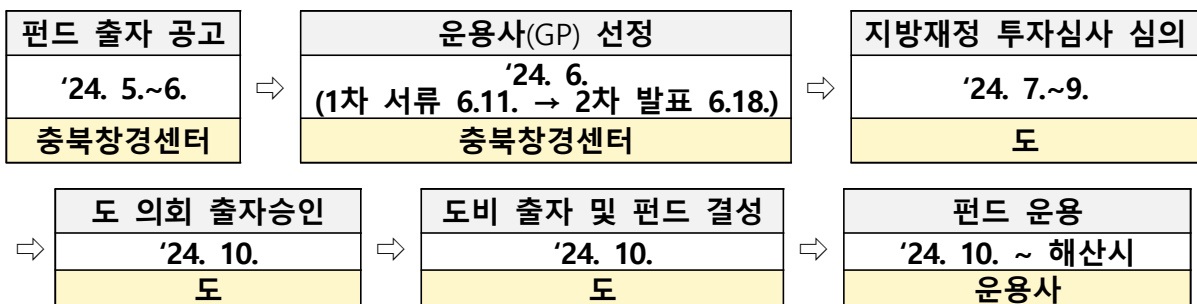 펀드 출자 공고
‘24. 5.~6.
충북창경센터
⇨
운용사(GP) 선정
‘24. 6.
(1차 서류 6.11. → 2차 발표 6.18.)
충북창경센터
⇨
지방재정 투자심사 심의
‘24. 7.~9.
도
⇨
도 의회 출자승인
‘24. 10.
도
⇨
도비 출자 및 펀드 결성
‘24. 10.
도
⇨
펀드 운용
‘24. 10. ~ 해산시
운용사